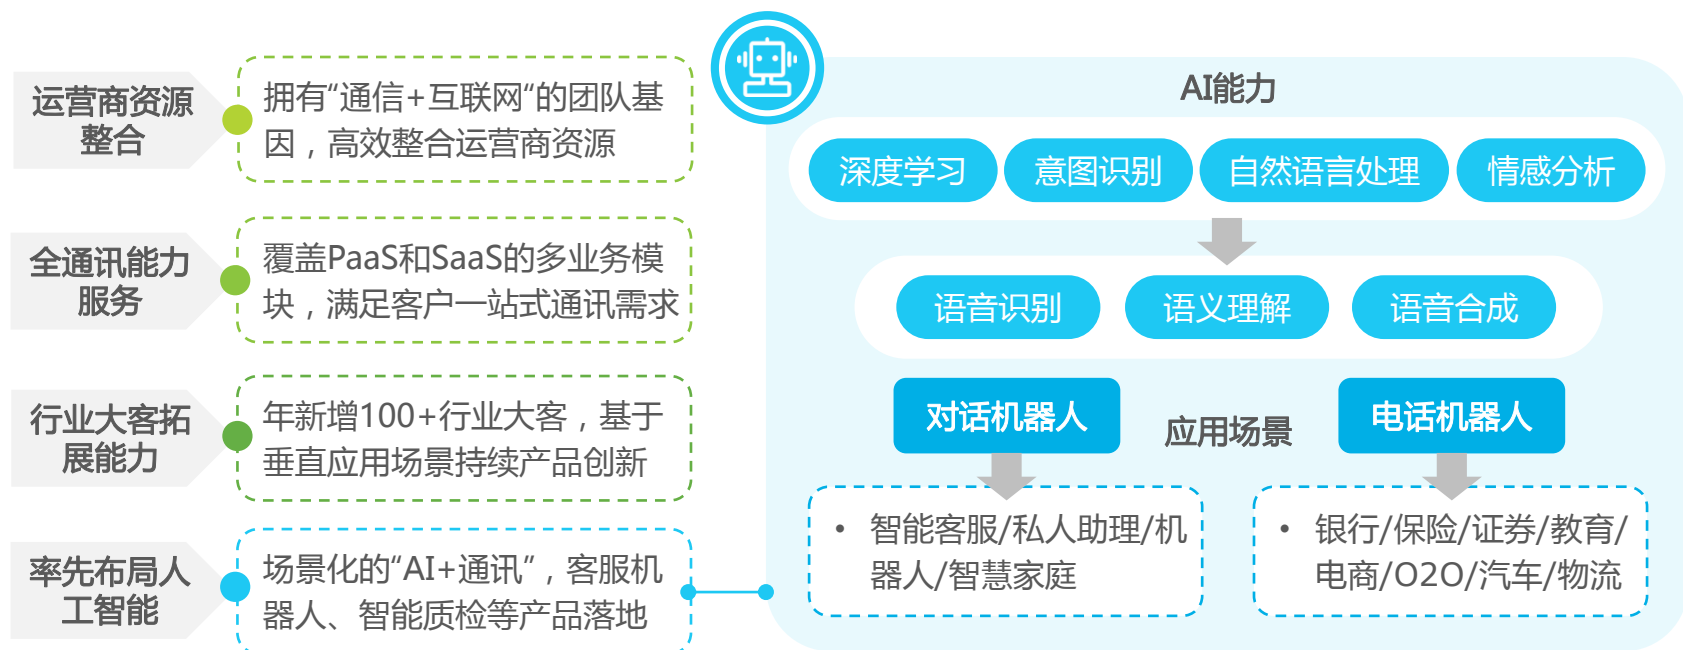 运营商资源
整合
拥有“通信+互联网“的团队基
因，高效整合运营商资源
全通讯能力
服务
覆盖PaaS和SaaS的多业务模
块，满足客户一站式通讯需求
行业大客拓
展能力
年新增100+行业大客，基于
垂直应用场景持续产品创新
率先布局人
工智能
场景化的“AI+通讯”，客服机
器人、智能质检等产品落地
AI能力
深度学习 意图识别 自然语言处理 情感分析
语音识别 语义理解 语音合成
对话机器人 应用场景 电话机器人
• 智能客服/私人助理/机
器人/智慧家庭
• 银行/保险/证券/教育/
电商/O2O/汽车/物流